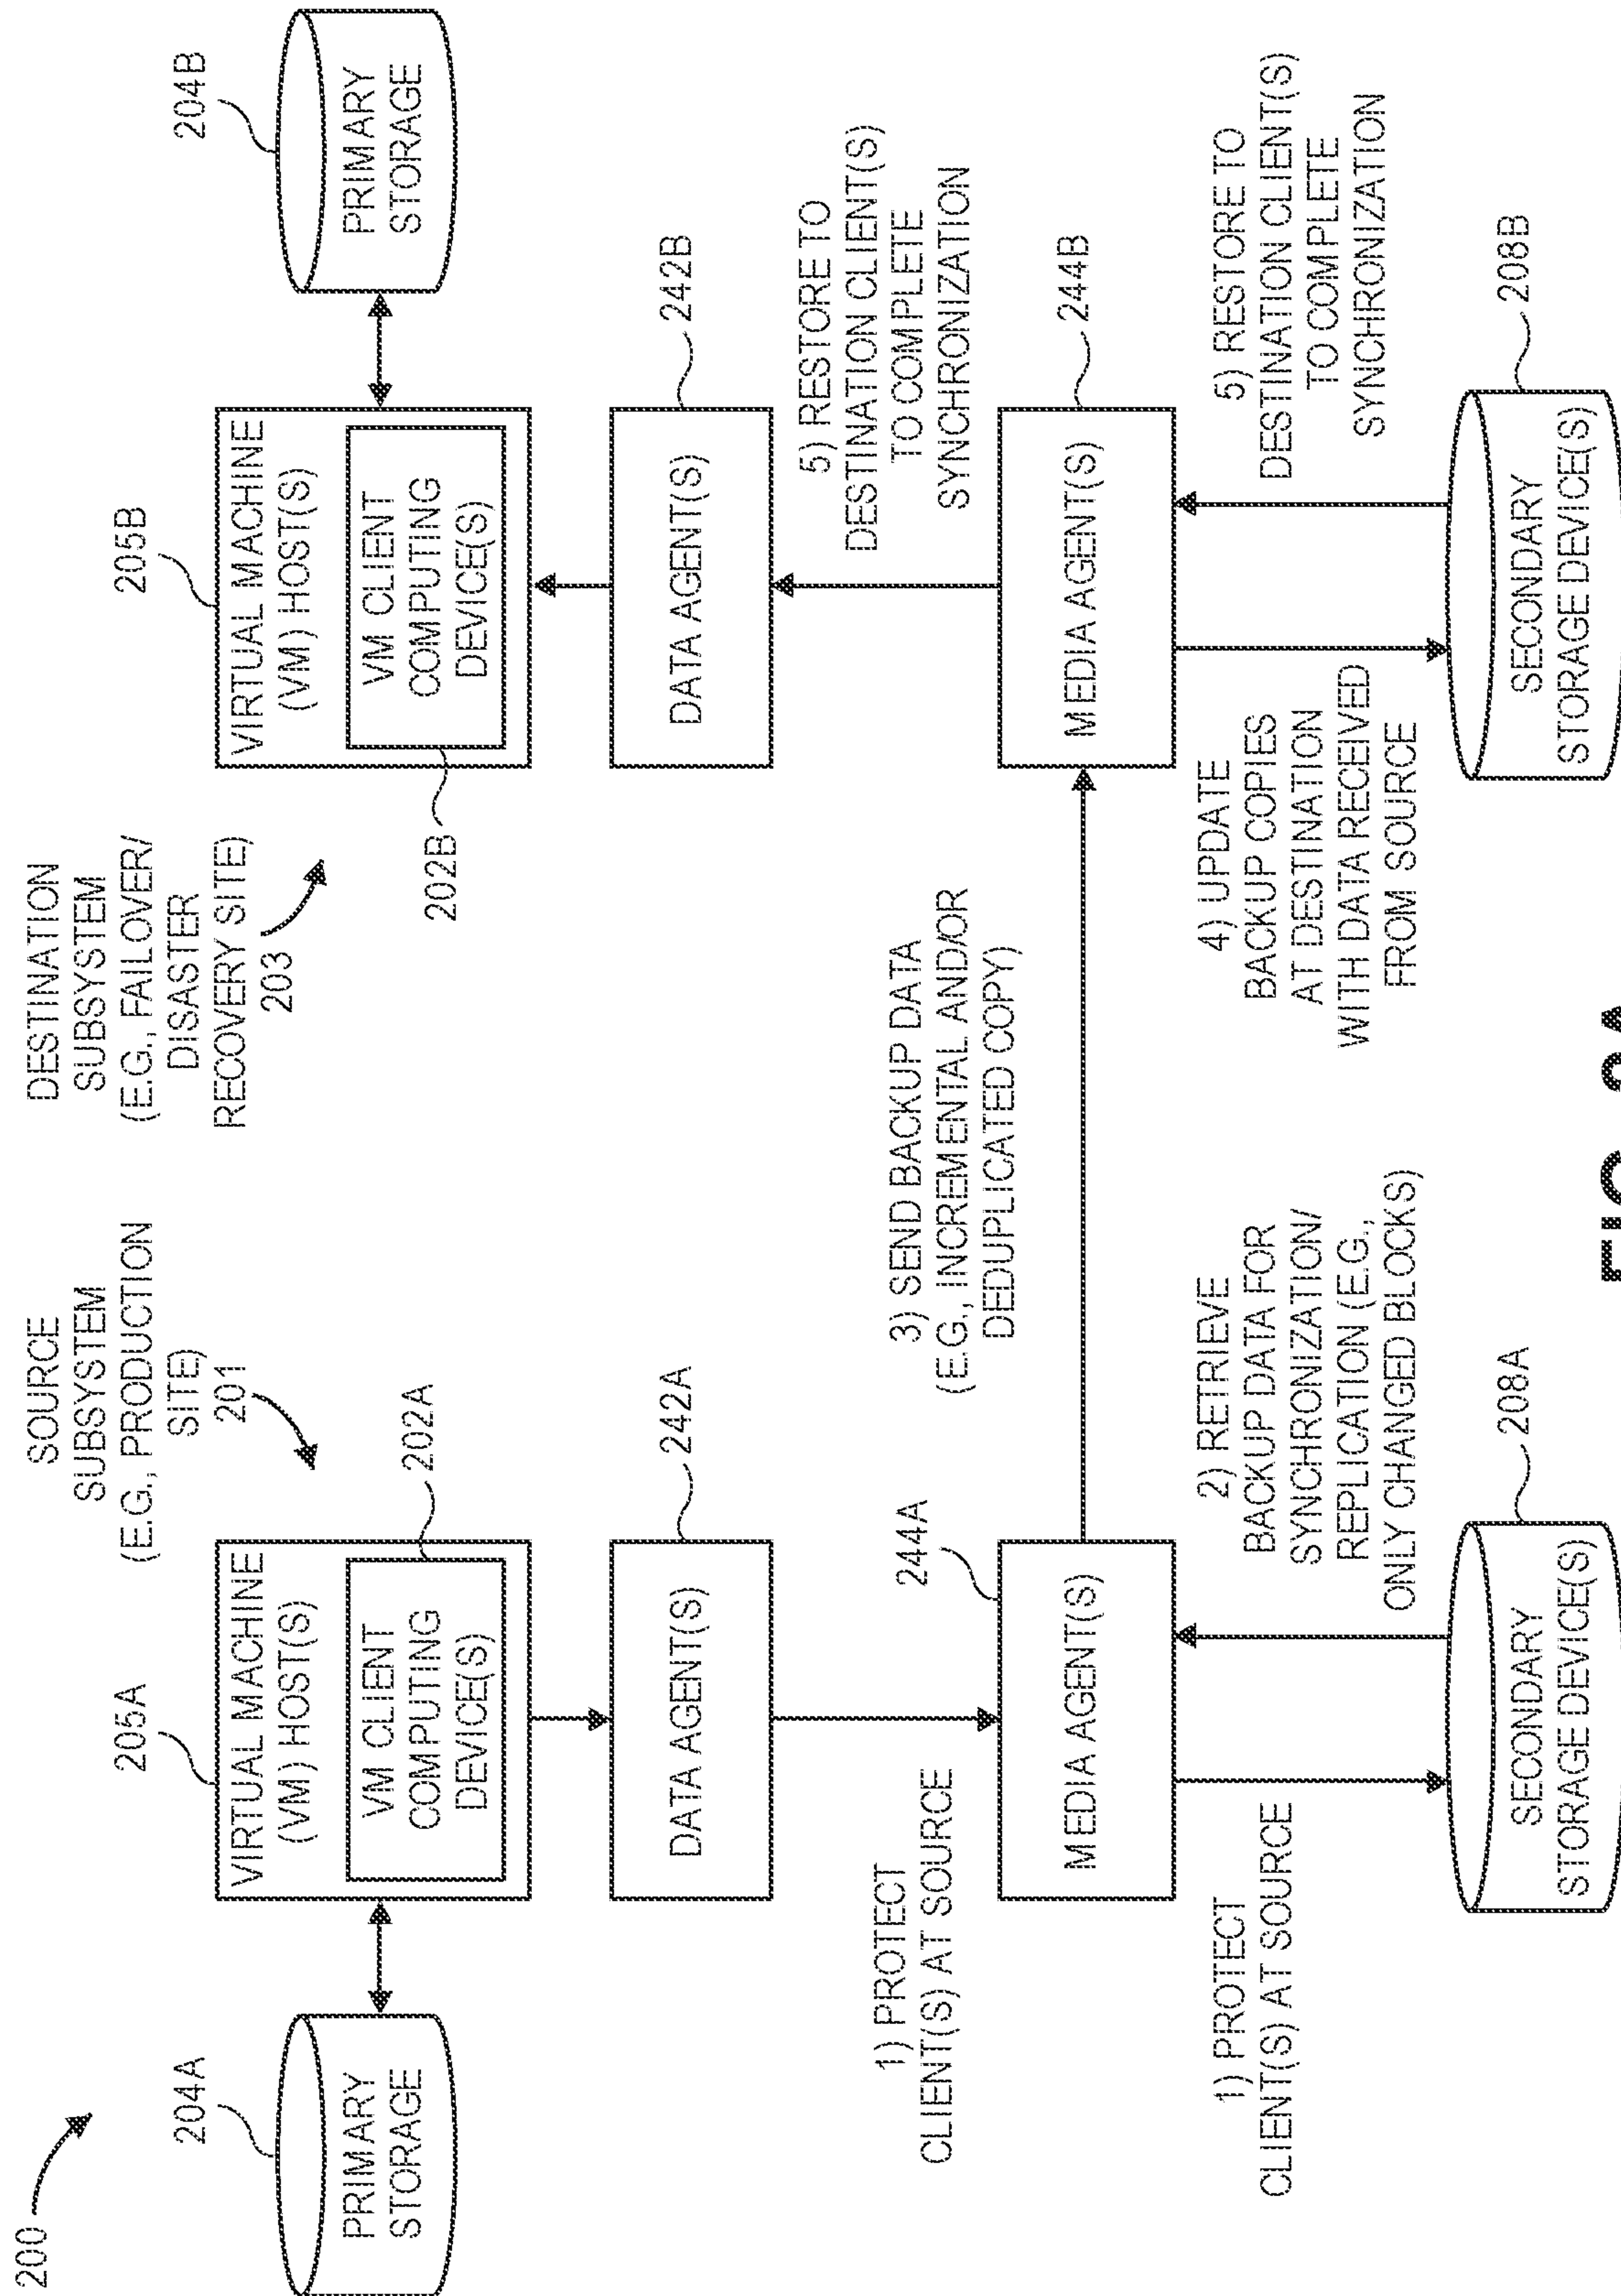 200
SOURCE
SUBSYSTEM
(E.G., PRODUCTION
SITE)
201
DESTINATION
SUBSYSTEM
(E.G., FAILOVER/
DISASTER
RECOVERY SITE)
203
204A
PRIMARY
STORAGE
205A
VIRTUAL MACHINE
(VM) HOST(S)
VM CLIENT
COMPUTING
DEVICE(S)
202A
205B
VIRTUAL MACHINE
(VM) HOST(S)
VM CLIENT
COMPUTING
DEVICE(S)
202B
204B
PRIMARY
STORAGE
DATA AGENT(S)
242A
DATA AGENT(S)
242B
1) PROTECT
CLIENT(S) AT SOURCE
3) SEND BACKUP DATA
(E.G., INCREMENTAL AND/OR
DEDUPLICATED COPY)
5) RESTORE TO
DESTINATION CLIENT(S)
TO COMPLETE
SYNCHRONIZATION
244A
MEDIA AGENT(S)
MEDIA AGENT(S)
244B
1) PROTECT
CLIENT(S) AT SOURCE
2) RETRIEVE
BACKUP DATA FOR
SYNCHRONIZATION/
REPLICATION (E.G.,
ONLY CHANGED BLOCKS)
4) UPDATE
BACKUP COPIES
AT DESTINATION
WITH DATA RECEIVED
FROM SOURCE
5) RESTORE TO
DESTINATION CLIENT(S)
TO COMPLETE
SYNCHRONIZATION
SECONDARY
STORAGE DEVICE(S)
208A
SECONDARY
STORAGE DEVICE(S)
208B